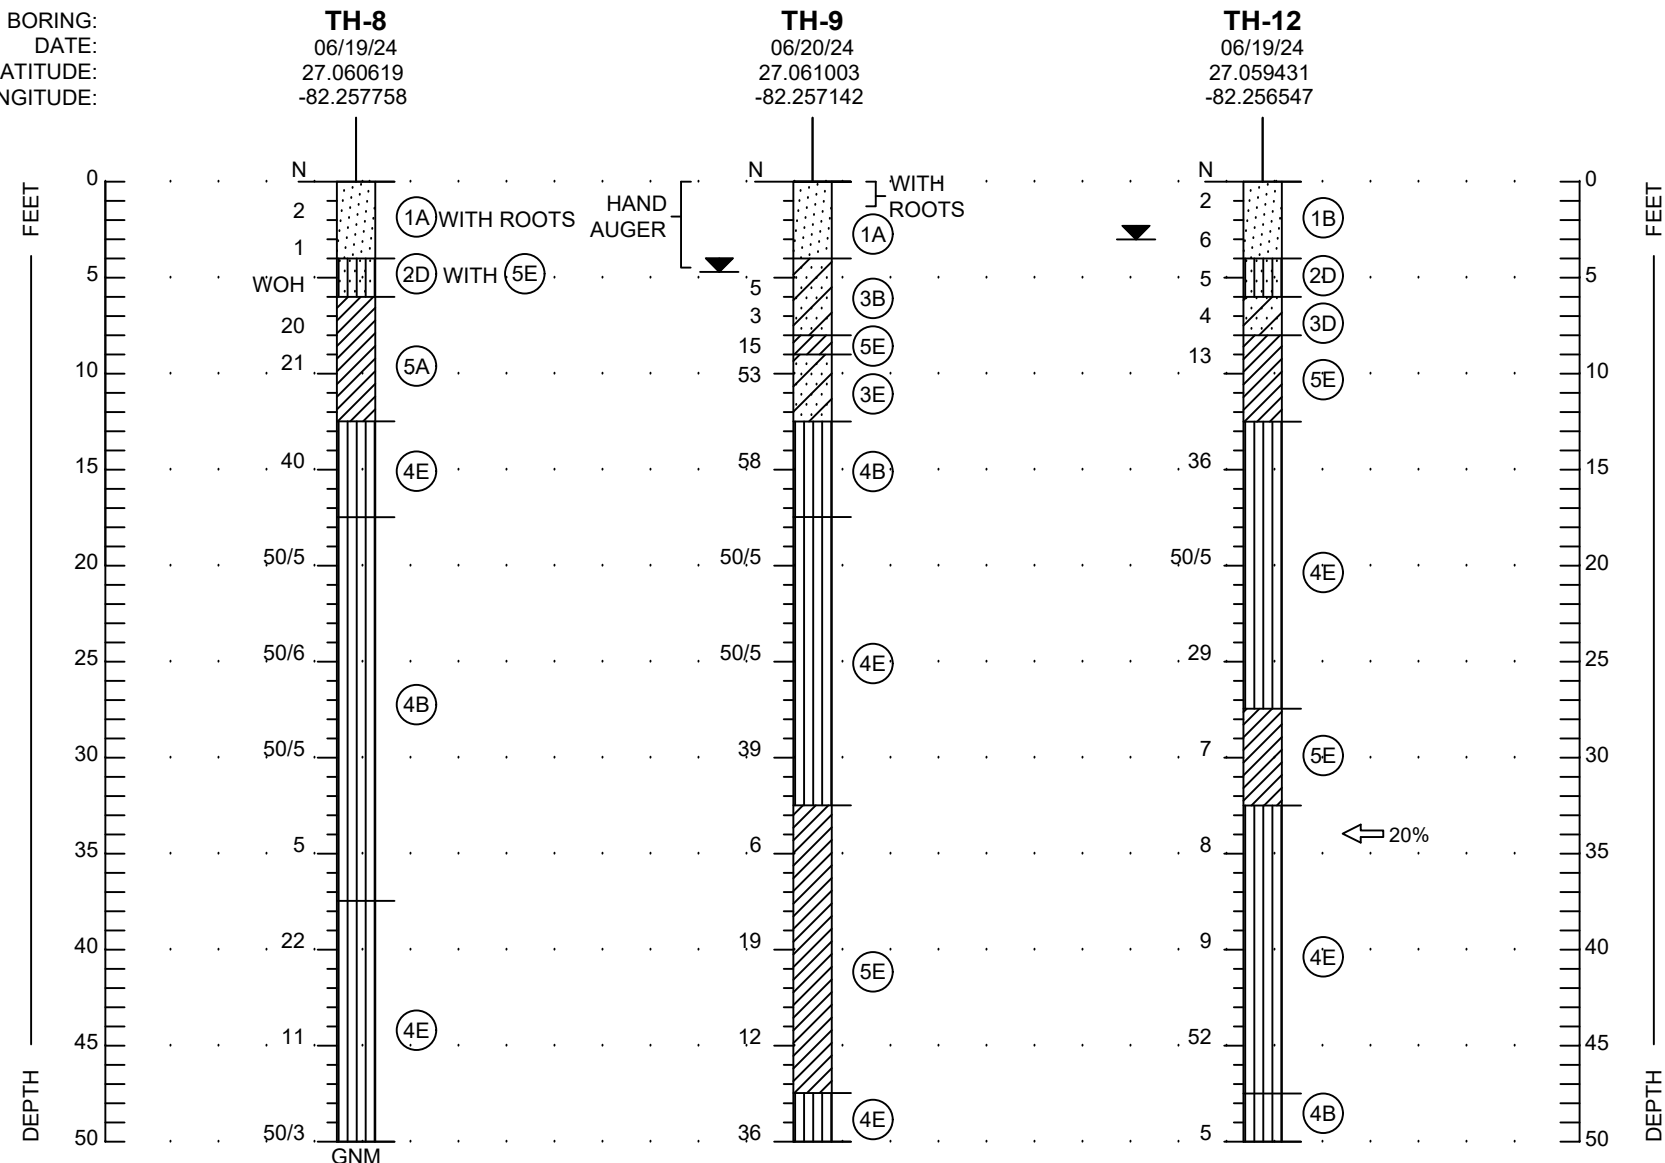 BORING: TH-8 TH-9 TH-12
DATE: 06/19/24 06/20/24 06/19/24
ATITUDE: 27.060619 27.061003 27.059431
NGITUDE: -82.257758 -82.257142 -82.256547
0 N N N 0
FEET FEET
WITH
ROOTS
HAND
AUGER
2 1A WITH ROOTS 1A 2 1B
1 6
5 WOH 2D WITH 5E 5 3B 5 2D 5
20 3 4 3D
21 5A 15 5E 13 5E
10 53 3E 10
15 40 4E 58 4B 36 15
20 50/5 50/5 50/5 4E 20
25 50/6 50/5 4E 29 25
4B
30 50/5 39 7 5E 30
20%
35 5 6 8 35
40 22 19 9 4E 40
5E
45 11 4E 12 52 45
DEPTH DEPTH
4E 4B
50 50/3 36 5 50
GNM